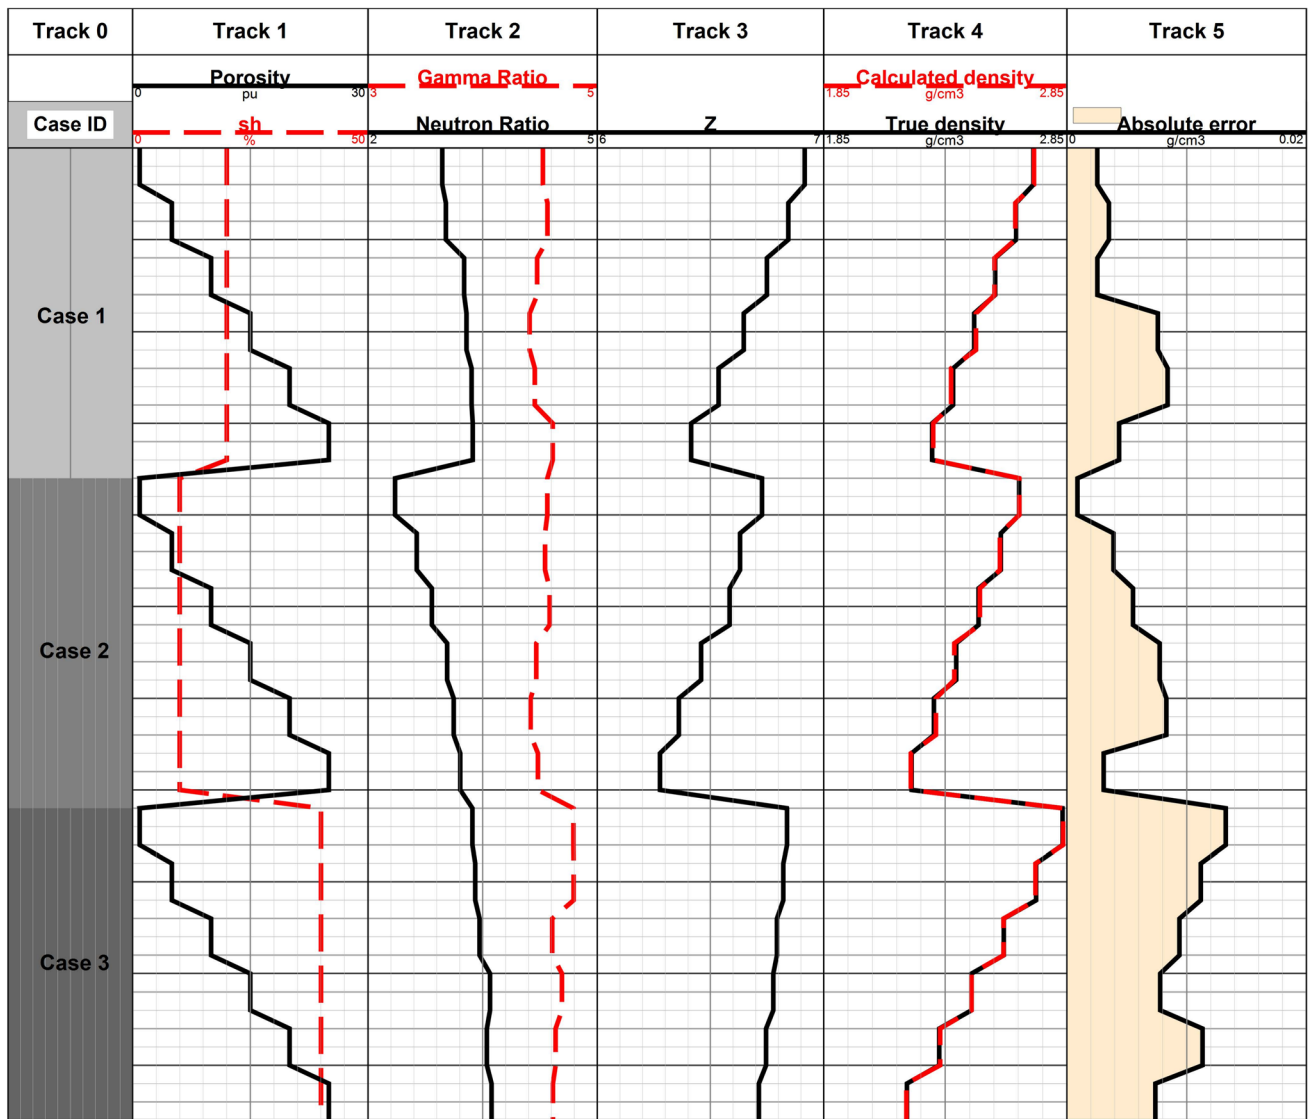 Track 0 Track 1 Track 2 Track 3 Track 4 Track 5
Porosity Gamma Ratio Calculated density
0 pu 30 3 5 1.85 g/cm3 2.85
Case ID sh Neutron Ratio Z True density Absolute error
0 % 50 2 5 6 7 1.85 g/cm3 2.85 0 g/cm3 0.02
Case 1
Case 2
Case 3